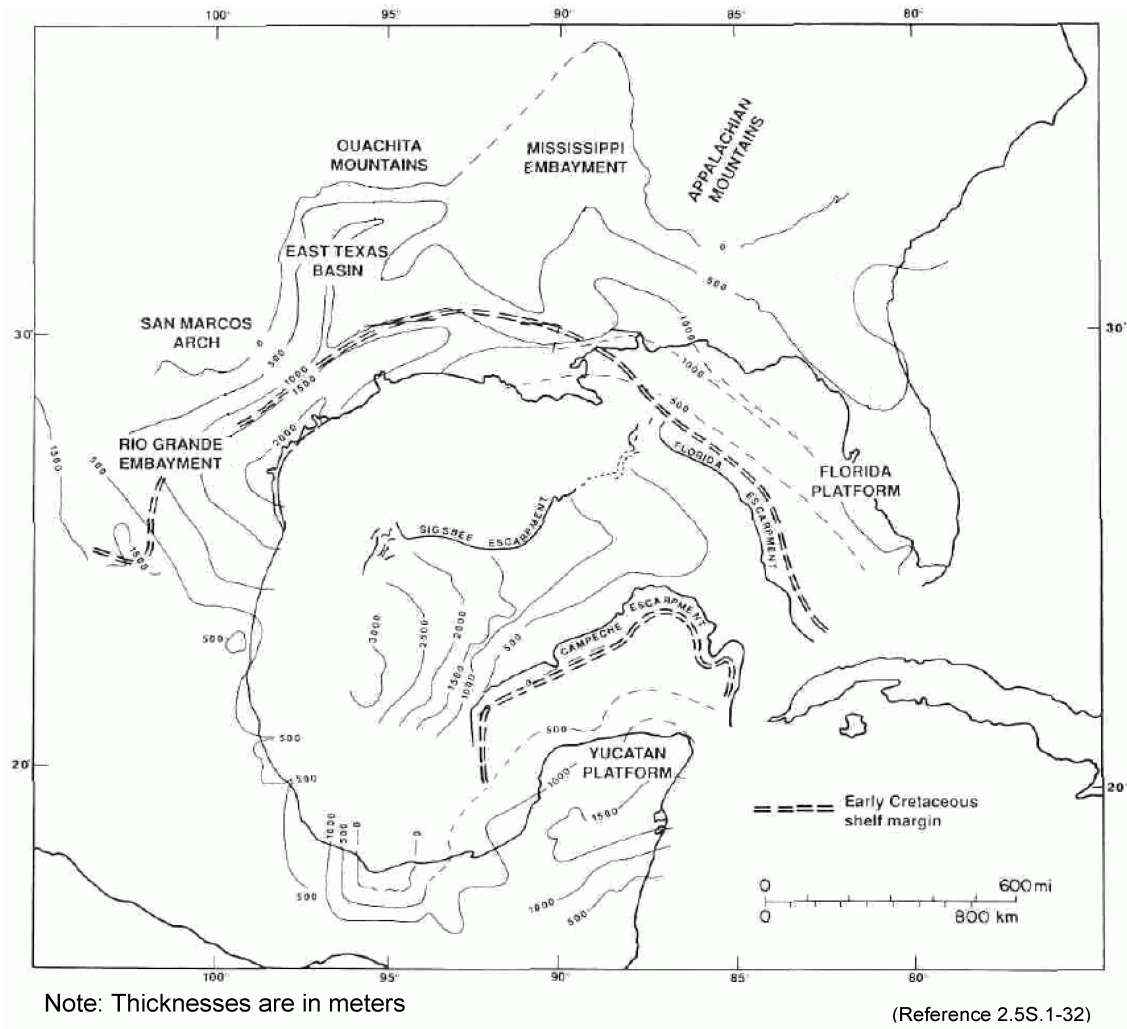 100°
95°
90°
85°
80°
OUACHITA
MOUNTAINS
MISSISSIPPI
EMBAYMENT
APPALACHIAN
MOUNTAINS
0
EAST TEXAS
BASIN
500
SAN MARCOS
ARCH
30°
0
500
1000
1500
1000
1000
30°
2000
500
1500
500
RIO GRANDE
EMBAYMENT
FLORIDA
ESCARPMENT
FLORIDA
PLATFORM
SIGSBEE ESCARPMENT
1500
3000
2500
2000
1500
1000
500
CAMPECHE ESCARPMENT
0
500
500
500
500
YUCATAN
PLATFORM
20°
20°
1000
1500
1000
500
0
0
500
1000
500
Early Cretaceous
shelf margin
0 600 mi
0 800 km
100°
95°
90°
85°
80°
Note: Thicknesses are in meters
(Reference 2.5S.1-32)